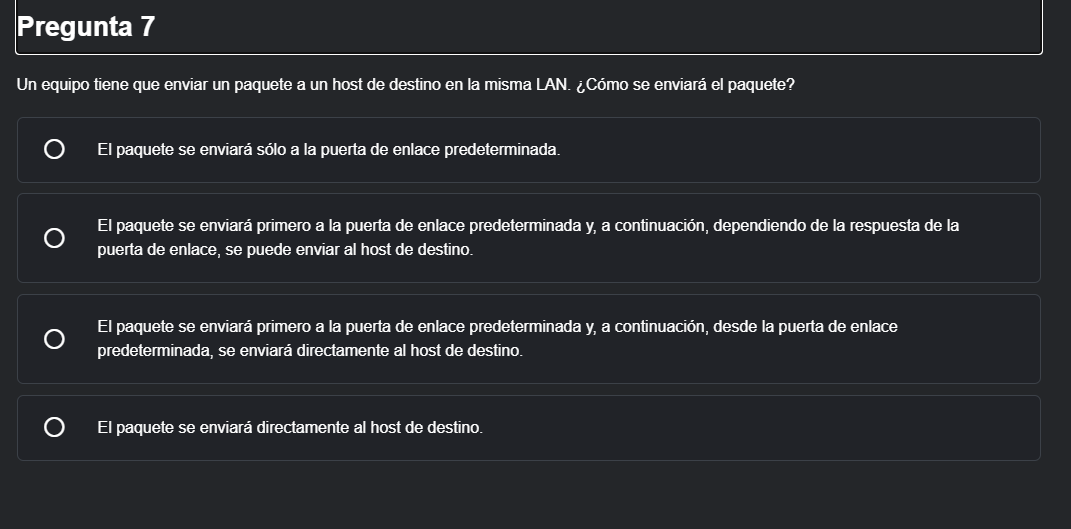 Pregunta 7
Un equipo tiene que enviar un paquete a un host de destino en la misma LAN. ¿Cómo se enviará el paquete?
El paquete se enviará sólo a la puerta de enlace predeterminada.
El paquete se enviará primero a la puerta de enlace predeterminada y, a continuación, dependiendo de la respuesta de la
puerta de enlace, se puede enviar al host de destino.
El paquete se enviará primero a la puerta de enlace predeterminada y, a continuación, desde la puerta de enlace
predeterminada, se enviará directamente al host de destino.
El paquete se enviará directamente al host de destino.